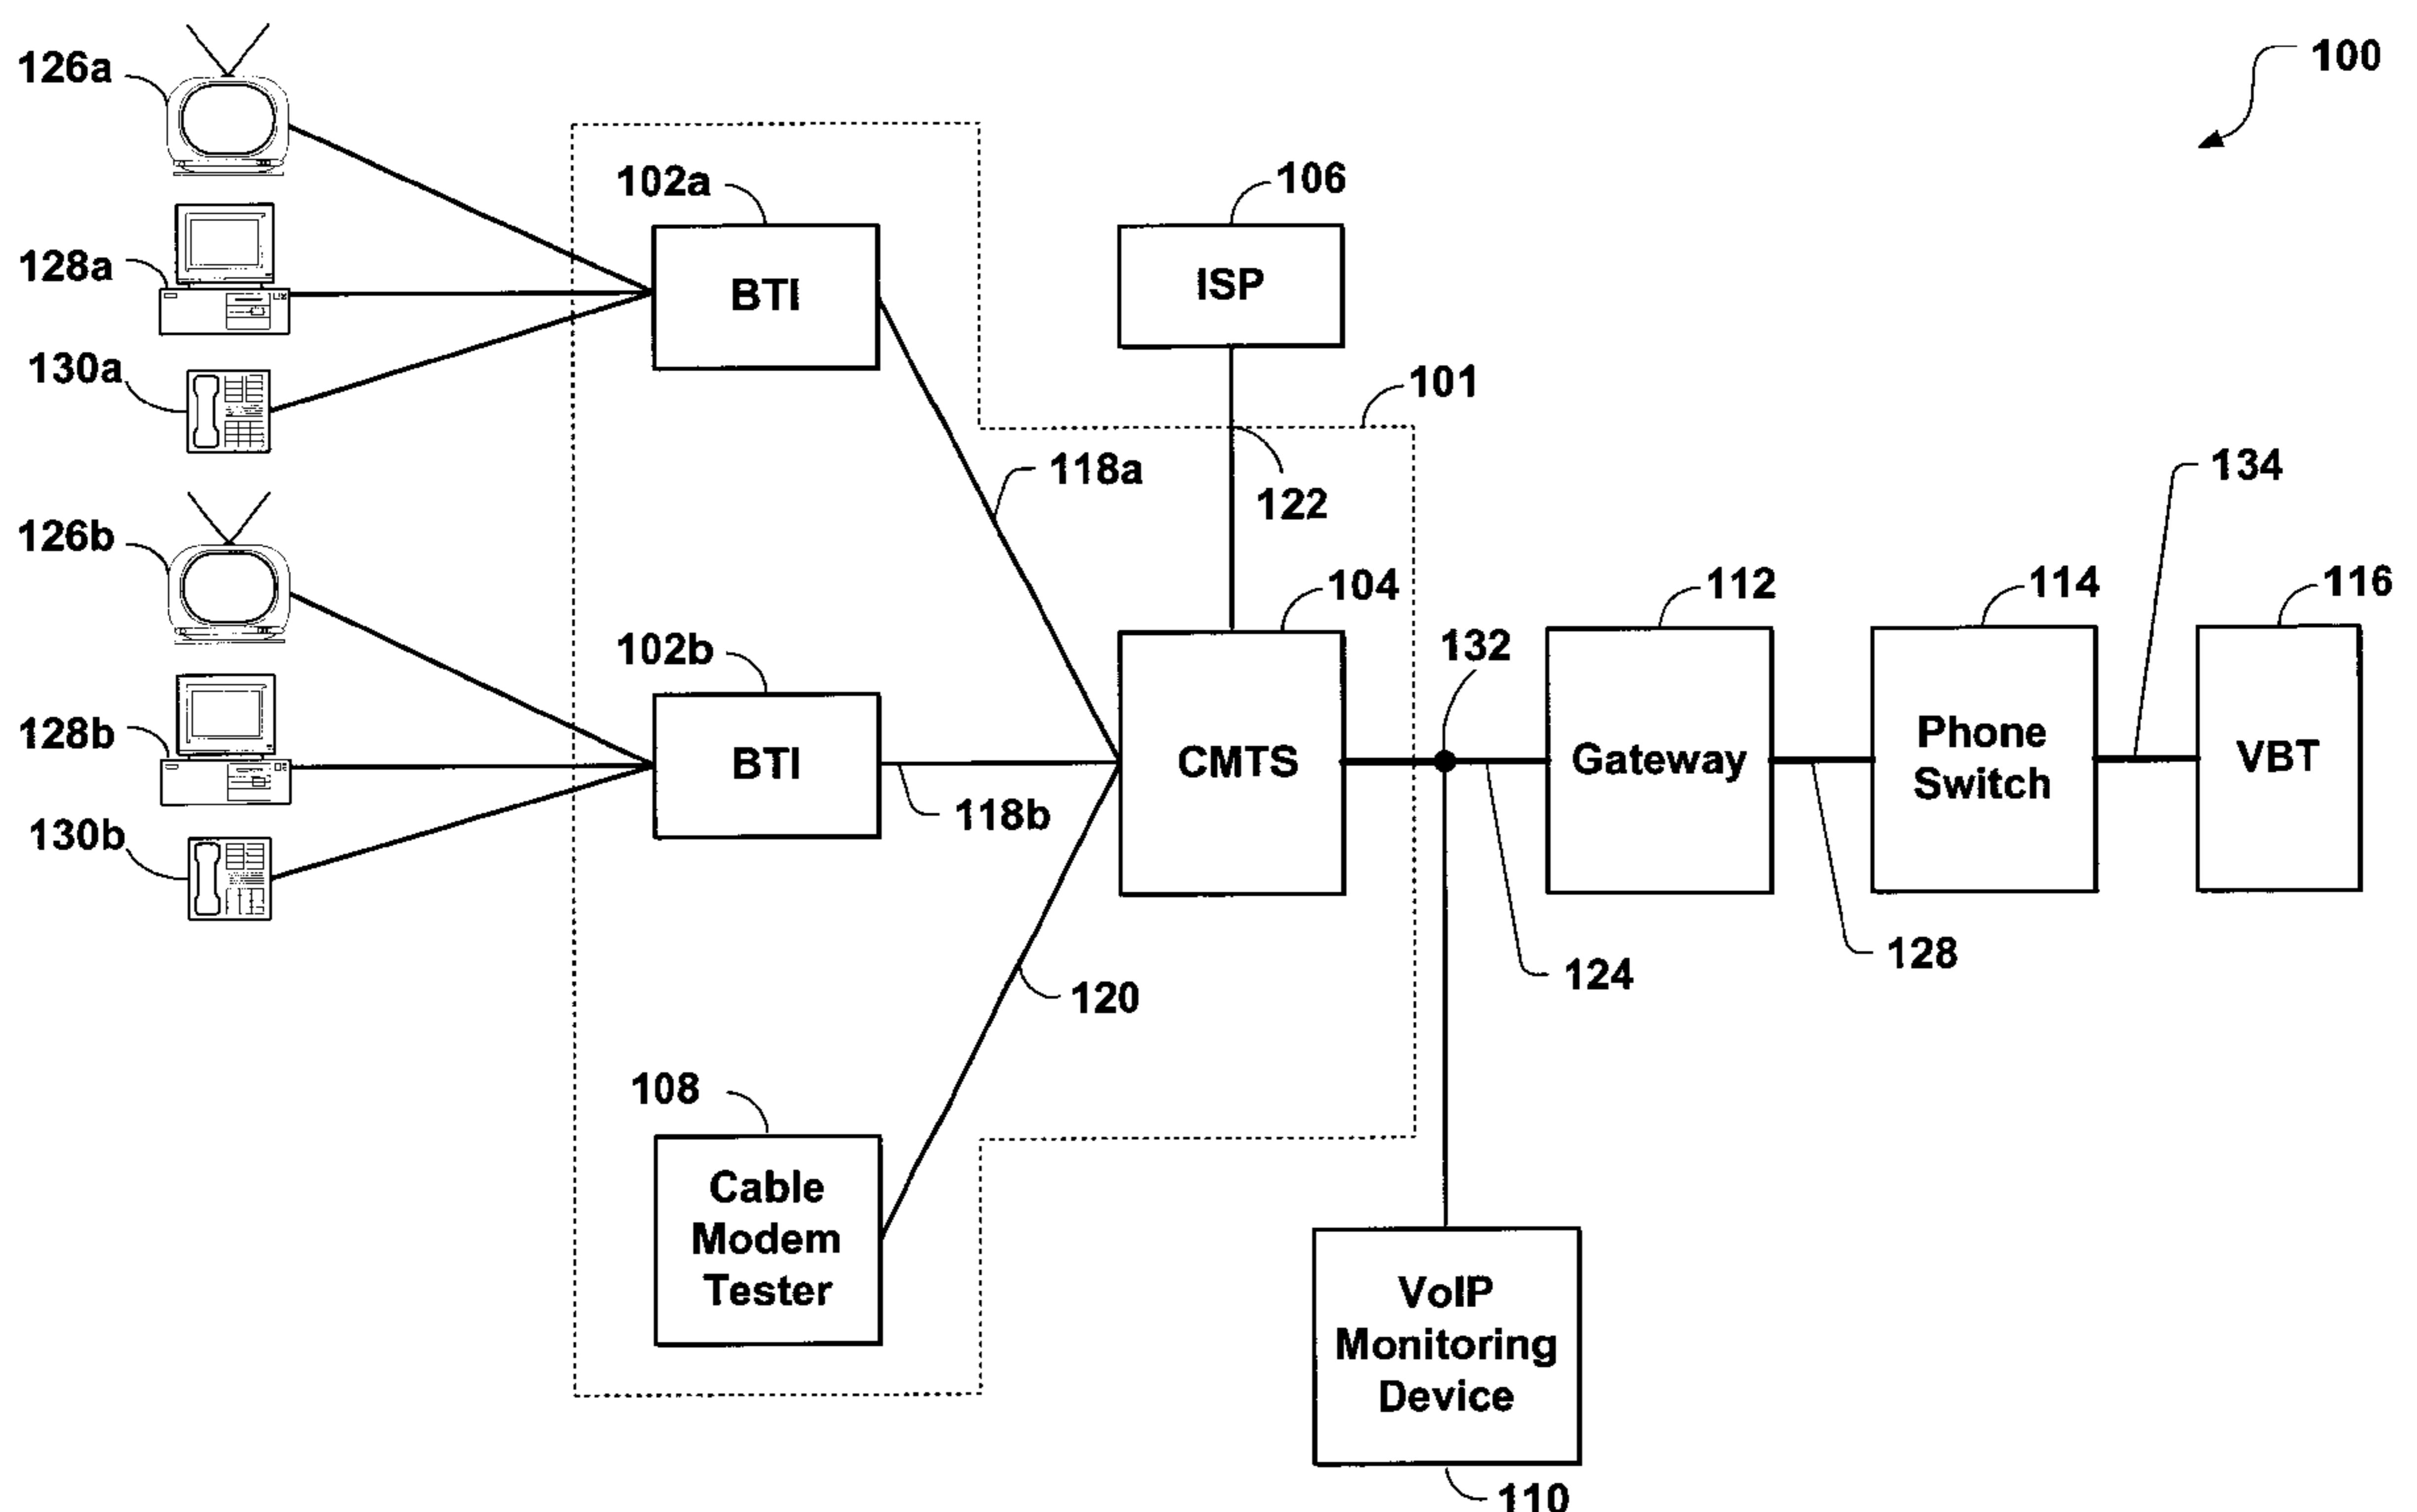 100
126a
128a
130a
102a
BTI
106
ISP
101
118a
122
134
126b
128b
130b
102b
BTI
118b
104
CMTS
132
112
Gateway
114
Phone
Switch
116
VBT
124
128
120
108
Cable
Modem
Tester
VoIP
Monitoring
Device
110